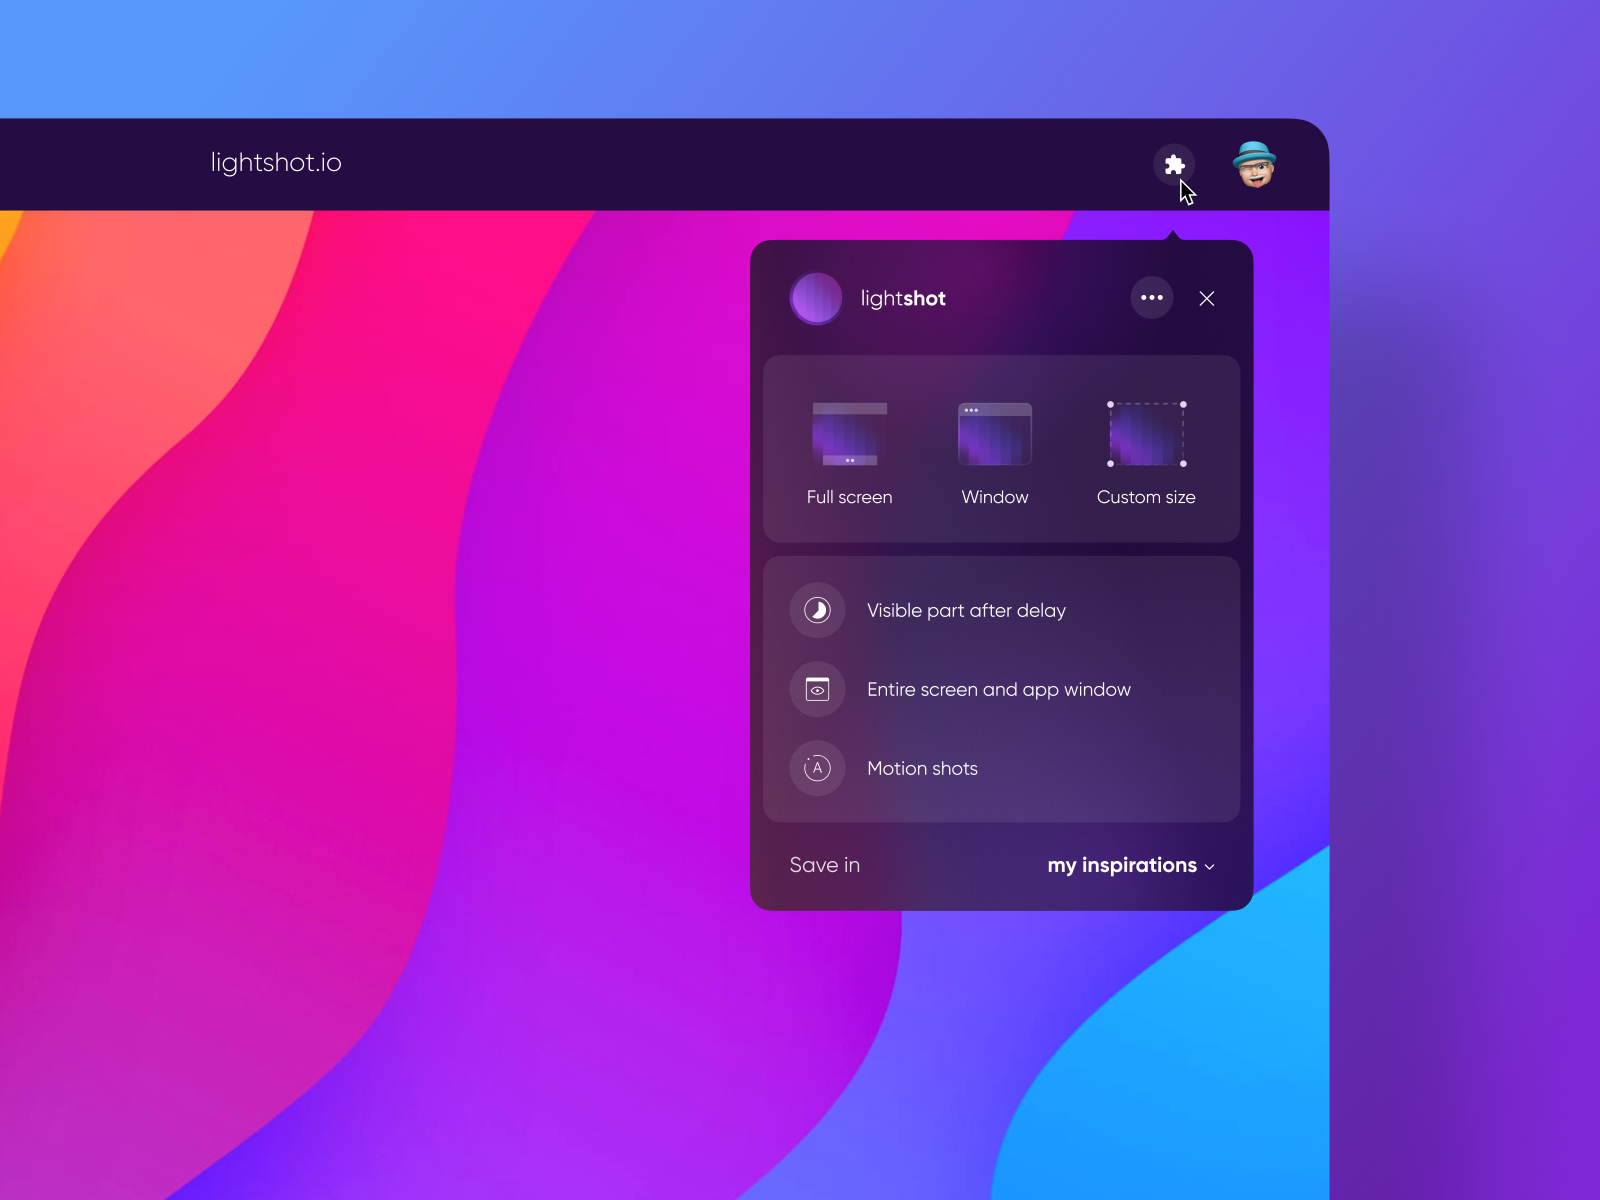 lightshot.io
lightshot
Full screen
Window
Custom size
Visible part after delay
Entire screen and app window
A
Motion shots
Save in
my inspirations